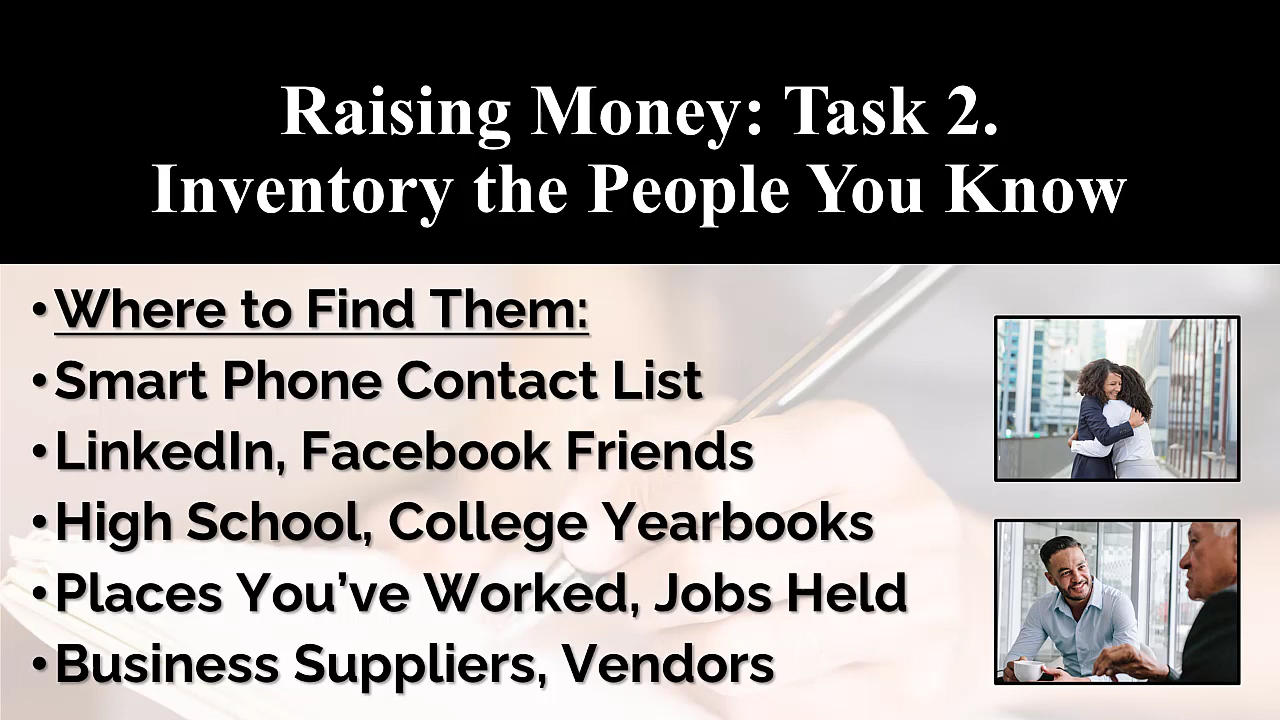 Raising Money: Task 2.
Inventory the People You Know
•Where to Find Them:
•Smart Phone Contact List
•LinkedIn, Facebook Friends
•High School, College Yearbooks
•Places You’ve Worked, Jobs Held
•Business Suppliers, Vendors